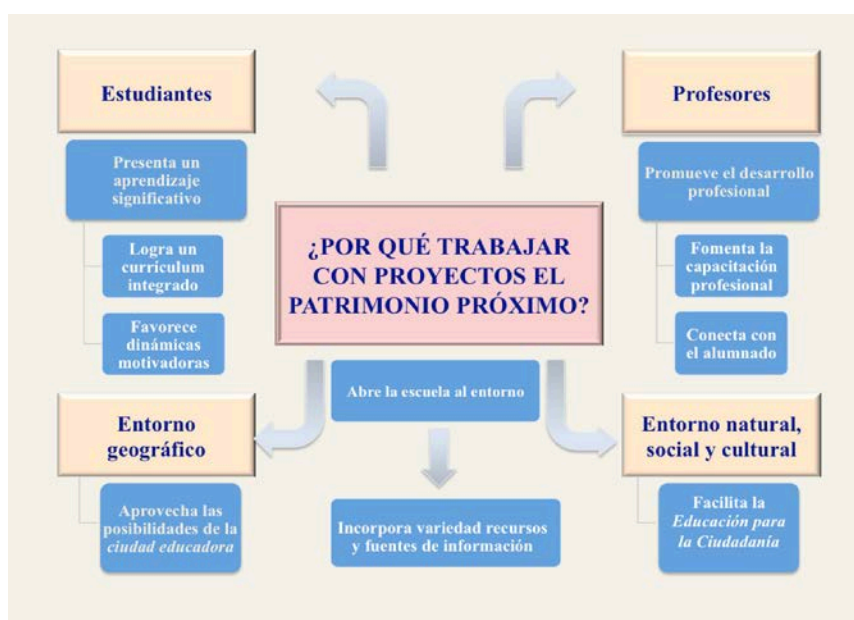 Estudiantes
Presenta un
aprendizaje
significativo
Logra un
currículum
integrado
Favorece
dinámicas
motivadoras
Profesores
Promueve el desarrollo
profesional
Fomenta la
capacitación
profesional
Conecta con
el alumnado
¿POR QUÉ TRABAJAR
CON PROYECTOS EL
PATRIMONIO PRÓXIMO?
Abre la escuela al entorno
Incorpora variedad recursos
y fuentes de información
Entorno
geográfico
Aprovecha las
posibilidades de la
ciudad educadora
Entorno natural,
social y cultural
Facilita la
Educación para
la Ciudadanía